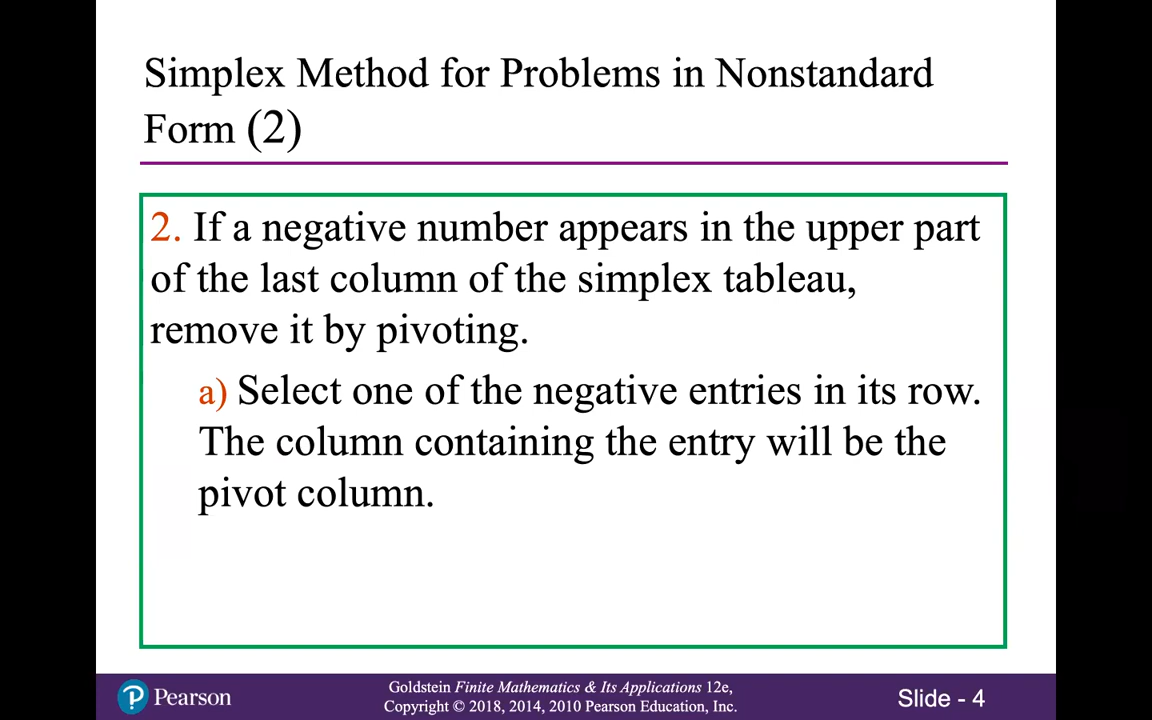 Simplex Method for Problems in Nonstandard
Form (2)
2. If a negative number appears in the upper part
of the last column of the simplex tableau,
remove it by pivoting.
a) Select one of the negative entries in its row.
The column containing the entry will be the
pivot column.
Pearson
Goldstein Finite Mathematics & Its Applications 12e,
Copyright © 2018, 2014, 2010 Pearson Education, Inc.
Slide - 4